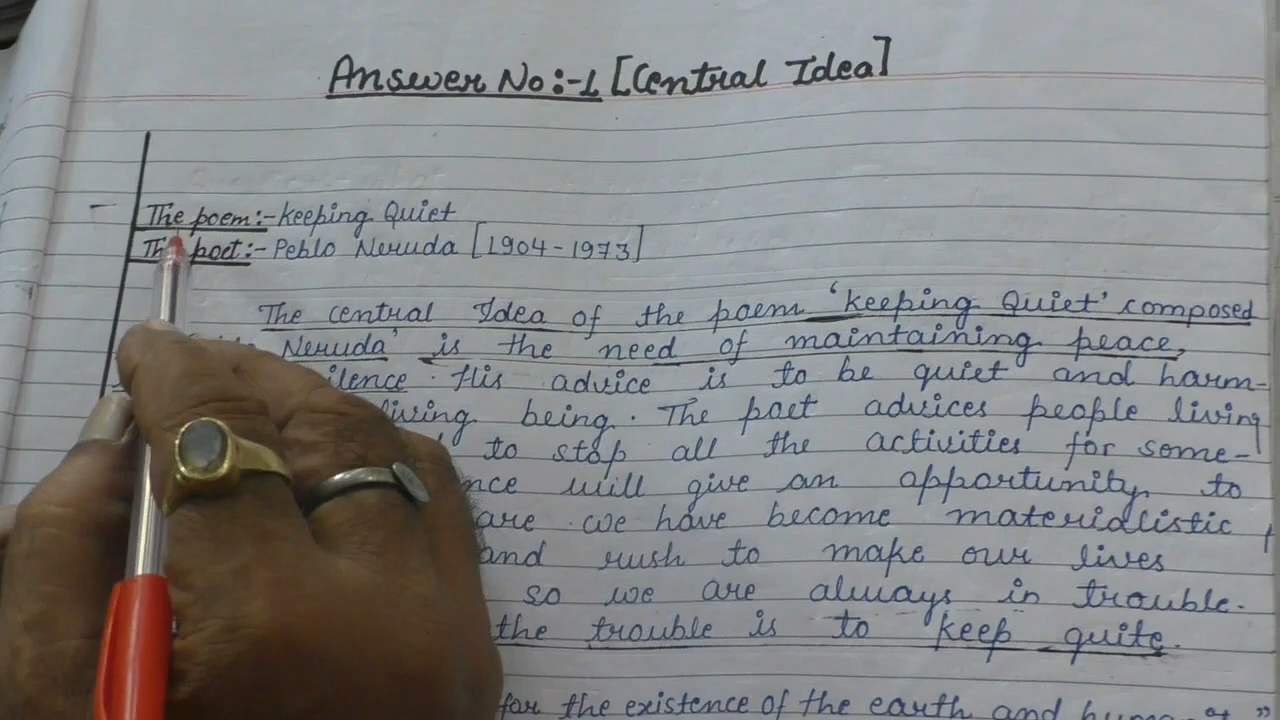 Answer No:-1 [Central Idea]
The poem:- Keeping Quiet
The poet:- Peblo Neruda [1904-1973]
The central Idea of the poem 'keeping Quiet' composed
Neruda' is the need of maintaining peace,
silence. His advice is to be quiet and harm-
living being. The poet advices people living
to stop all the activities for some-
will give an opportunity to
are we have become materialistic,
and rush to make our lives
so we are always in trouble.
the trouble is to keep quite.
for the existence of the earth and